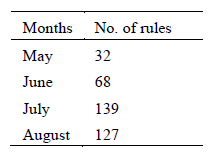 Months No. of rules
May 32
June 68
July 139
August 127